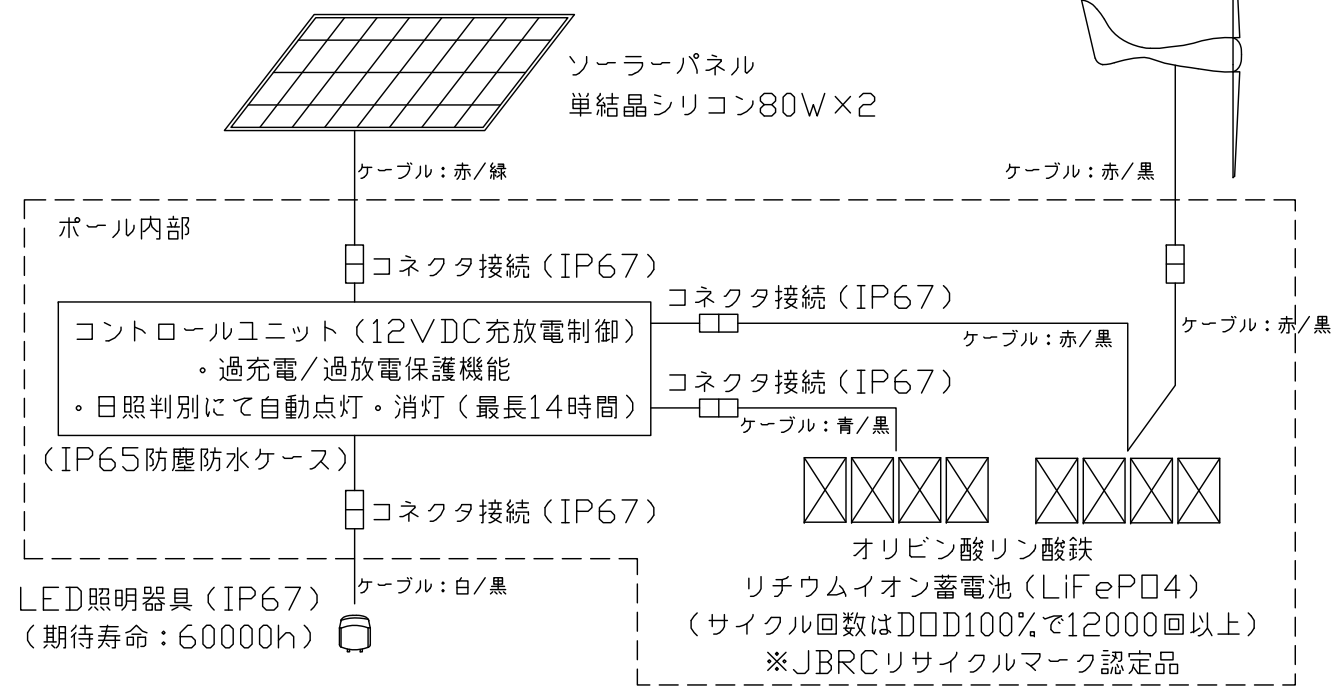 ソーラーパネル
単結晶シリコン80W×2
ケーブル：赤/緑
ケーブル：赤/黒
ポール内部
コネクタ接続（IP67）
コネクタ接続（IP67）
ケーブル：赤/黒
ケーブル：赤/黒
コントロールユニット（12VDC充放電制御）
・過充電/過放電保護機能
・日照判別にて自動点灯・消灯（最長14時間）
コネクタ接続（IP67）
ケーブル：青/黒
（IP65防塵防水ケース）
コネクタ接続（IP67）
オリビン酸リン酸鉄
リチウムイオン蓄電池（LiFePO4）
（サイクル回数はDOD100%で12000回以上）
※JBRCリサイクルマーク認定品
ケーブル：白/黒
LED照明器具（IP67）
（期待寿命：60000h）